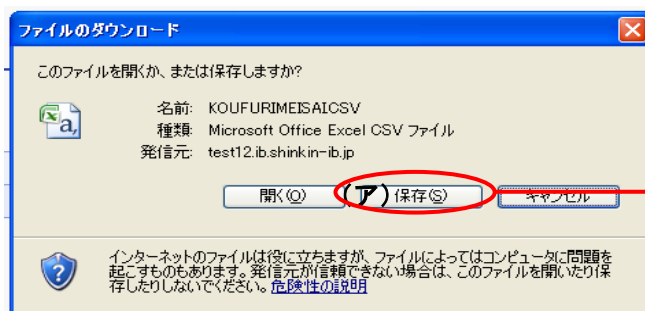 ファイルのダウンロード
このファイルを開くか、または保存しますか?
名前: KOUFURIMEISAICSV
種類: Microsoft Office Excel CSV ファイル
発信元: test12.ib.shinkin-ib.jp
開く(O) (ア) 保存(S) キャンセル
インターネットのファイルは役に立ちますが、ファイルによってはコンピュータに問題を
起こすものもあります。発信元が信頼できない場合は、このファイルを開いたり保
存したりしないでください。危険性の説明